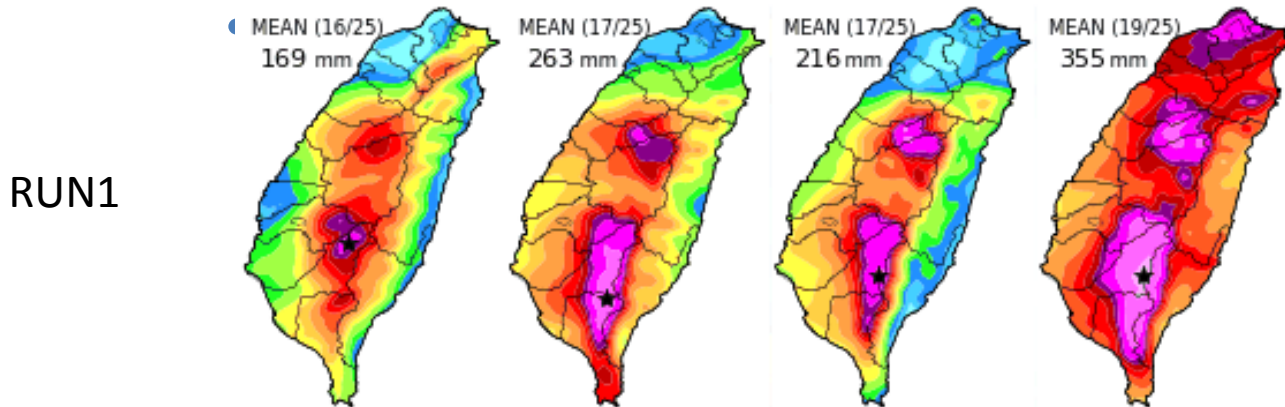 MEAN (16/25)
169 mm
MEAN (17/25)
263 mm
MEAN (17/25)
216 mm
MEAN (19/25)
355 mm
RUN1